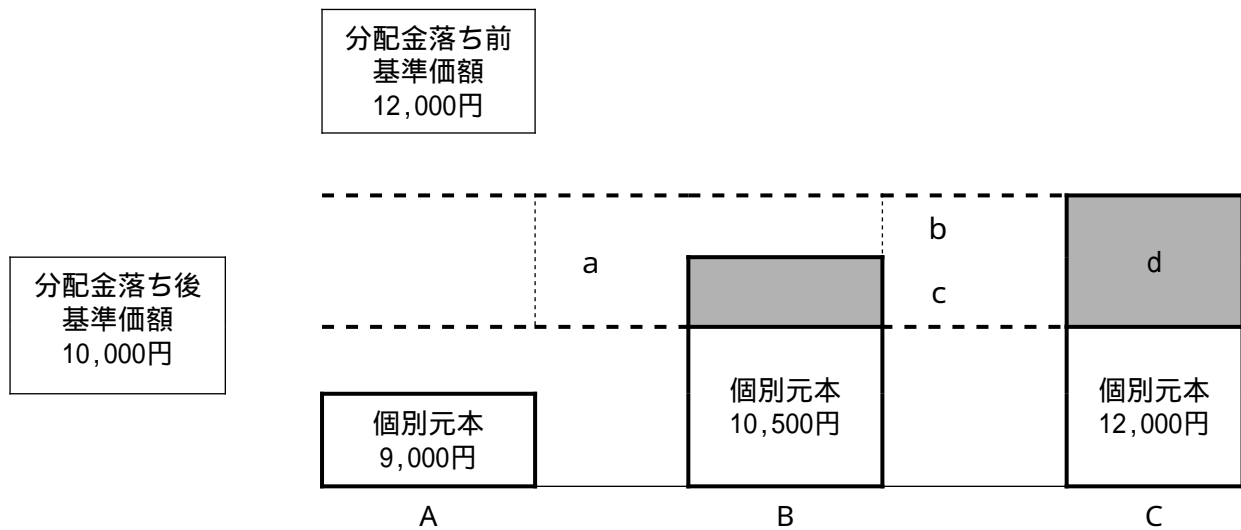 分配金落ち前
基準価額
12,000円
a
b
c
d
分配金落ち後
基準価額
10,000円
個別元本
9,000円
個別元本
10,500円
個別元本
12,000円
A
B
C